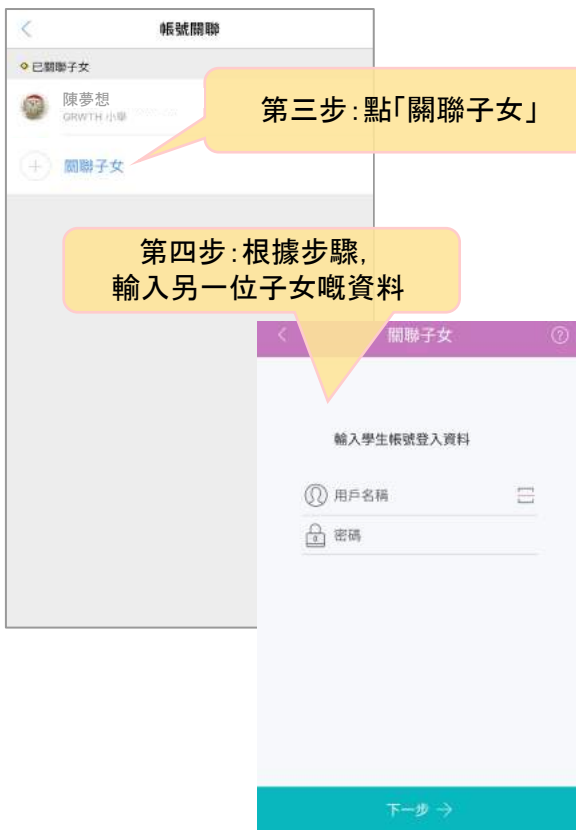 帳號關聯
已關聯子女
陳夢想
GRWTH 小學
關聯子女
第三步：點「關聯子女」
第四步：根據步驟，
輸入另一位子女嘅資料
關聯子女
輸入學生帳號登入資料
用戶名稱
密碼
下一步